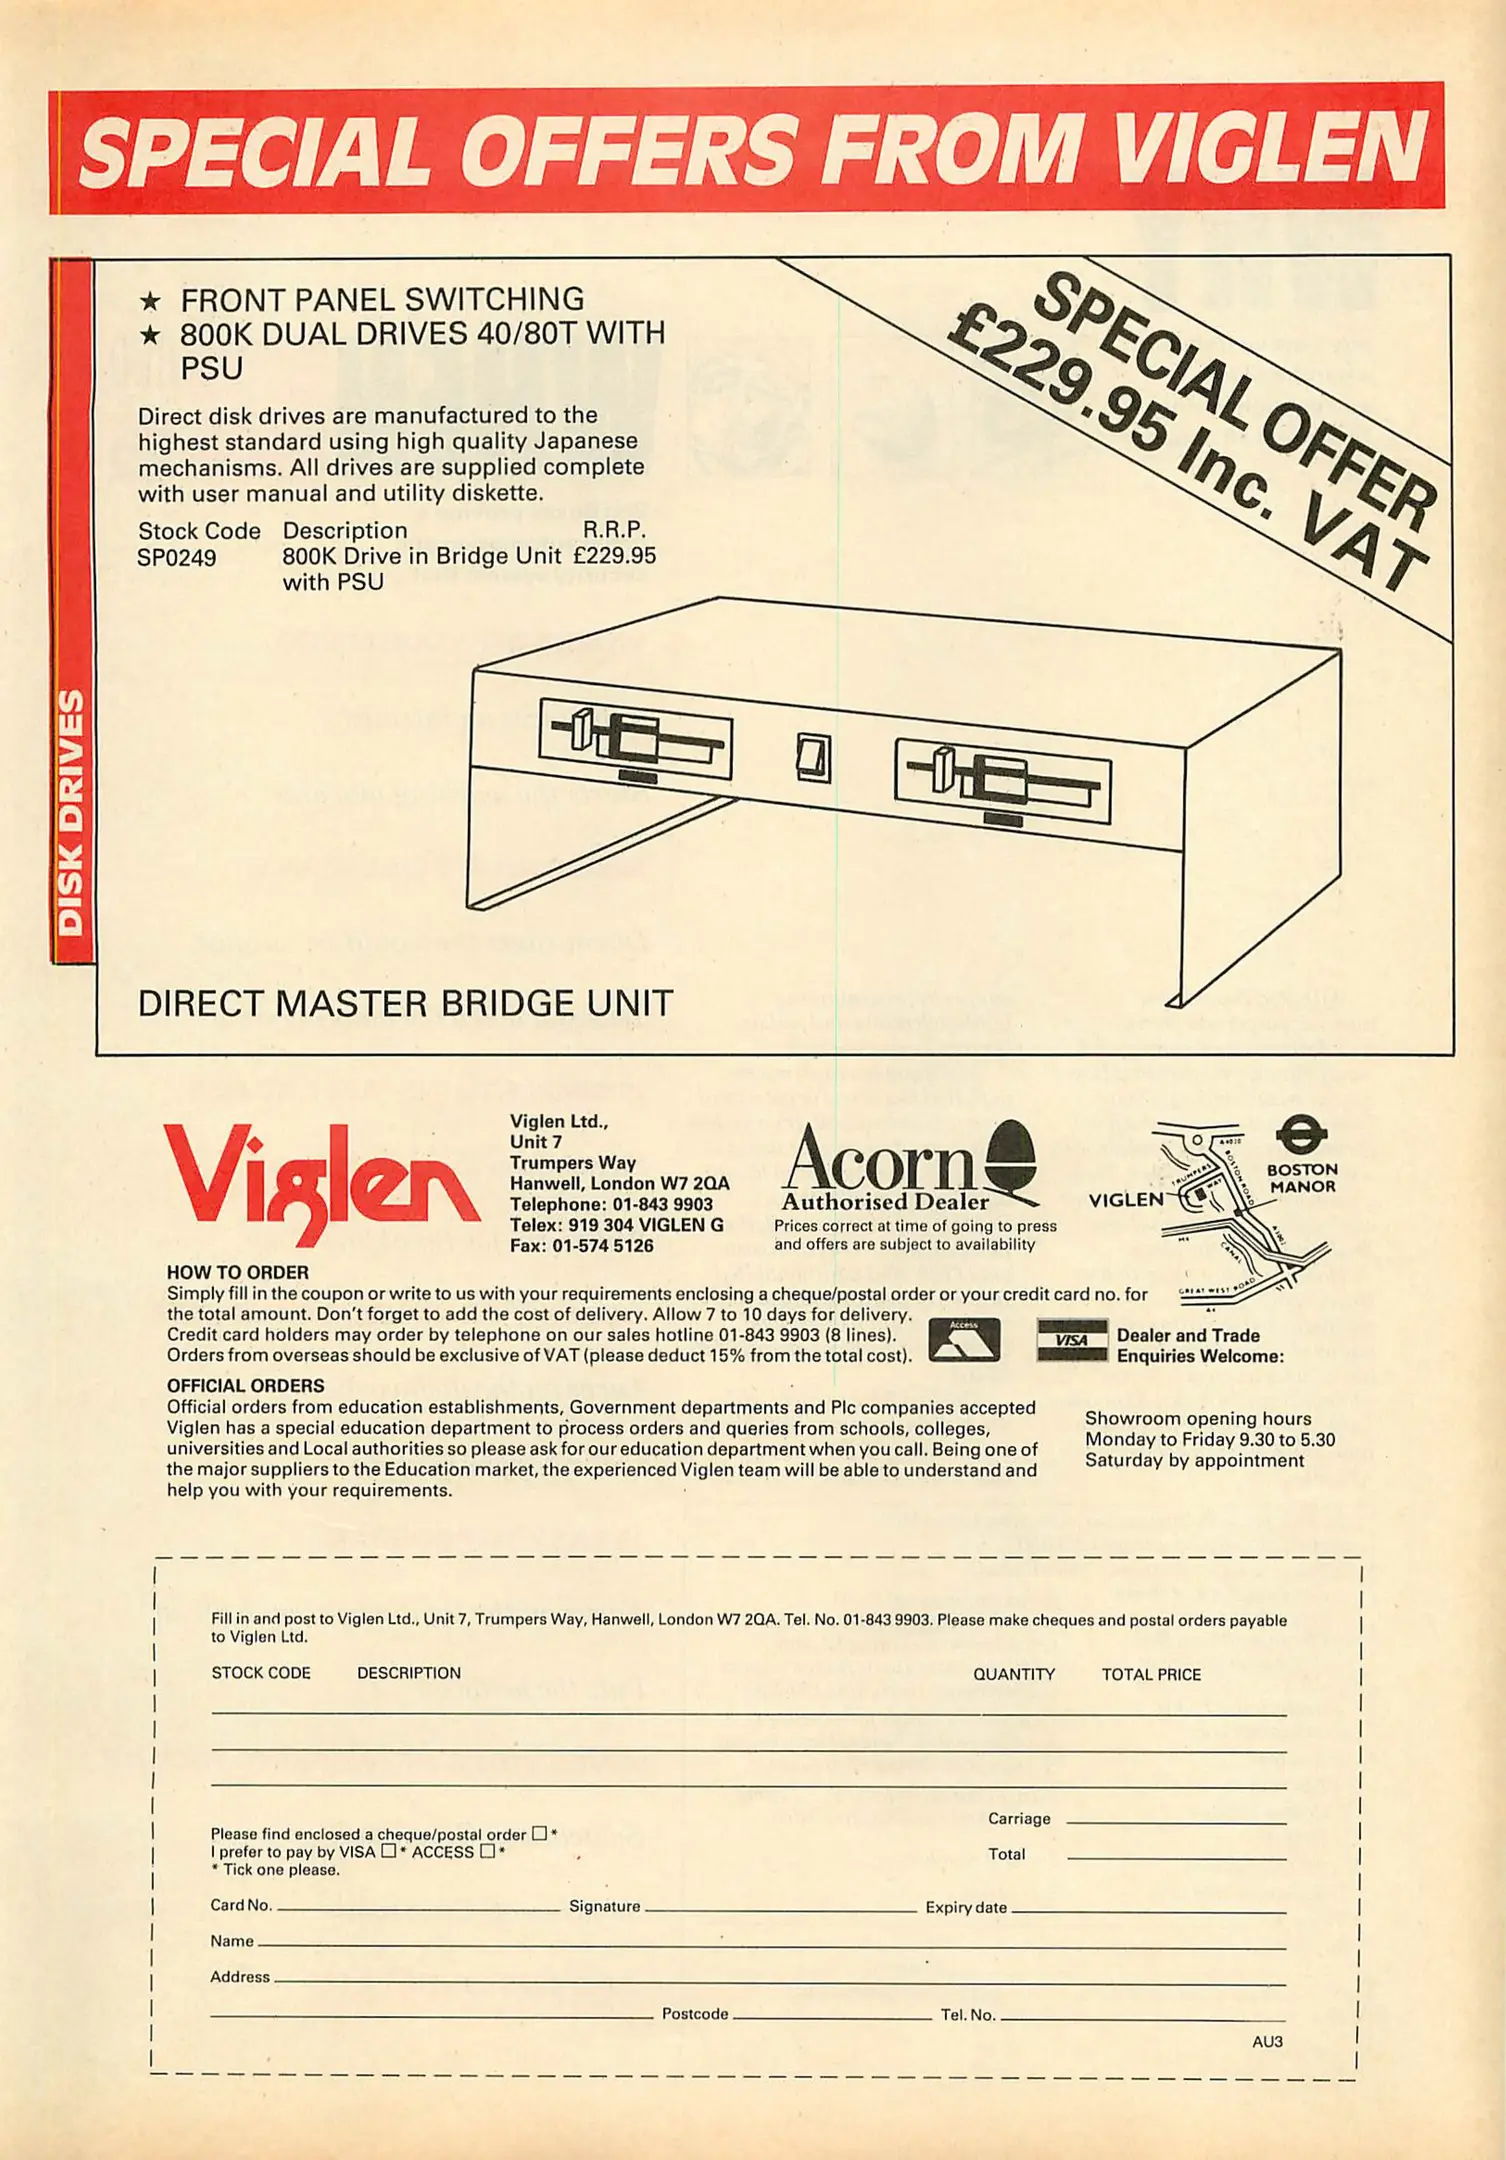 SPECIAL OFFERS FROM VIGLEN
★ FRONT PANEL SWITCHING
★ 800K DUAL DRIVES 40/80T WITH
PSU
Direct disk drives are manufactured to the
highest standard using high quality Japanese
mechanisms. All drives are supplied complete
with user manual and utility diskette.
Stock Code Description R.R.P.
SP0249 800K Drive in Bridge Unit £229.95
with PSU
SPECIAL OFFER
£229.95 Inc. VAT
DISK DRIVES
DIRECT MASTER BRIDGE UNIT
Viglen
Viglen Ltd.,
Unit 7
Trumpers Way
Hanwell, London W7 2QA
Telephone: 01-843 9903
Telex: 919 304 VIGLEN G
Fax: 01-574 5126
Acorn
Authorised Dealer
Prices correct at time of going to press
and offers are subject to availability
VIGLEN
BOSTON
MANOR
TRUMPERS
WAY
BOSTON ROAD
CANAL
GREAT WEST ROAD
A4
HOW TO ORDER
Simply fill in the coupon or write to us with your requirements enclosing a cheque/postal order or your credit card no. for
the total amount. Don't forget to add the cost of delivery. Allow 7 to 10 days for delivery.
Credit card holders may order by telephone on our sales hotline 01-843 9903 (8 lines).
Orders from overseas should be exclusive of VAT (please deduct 15% from the total cost).
Access
VISA
Dealer and Trade
Enquiries Welcome:
OFFICIAL ORDERS
Official orders from education establishments, Government departments and Plc companies accepted
Viglen has a special education department to process orders and queries from schools, colleges,
universities and Local authorities so please ask for our education department when you call. Being one of
the major suppliers to the Education market, the experienced Viglen team will be able to understand and
help you with your requirements.
Showroom opening hours
Monday to Friday 9.30 to 5.30
Saturday by appointment
Fill in and post to Viglen Ltd., Unit 7, Trumpers Way, Hanwell, London W7 2QA. Tel. No. 01-843 9903. Please make cheques and postal orders payable
to Viglen Ltd.
STOCK CODE DESCRIPTION QUANTITY TOTAL PRICE
Carriage
Please find enclosed a cheque/postal order ☐ *
I prefer to pay by VISA ☐ * ACCESS ☐ *
* Tick one please.
Total
Card No. Signature Expiry date
Name
Address
Postcode Tel. No.
AU3